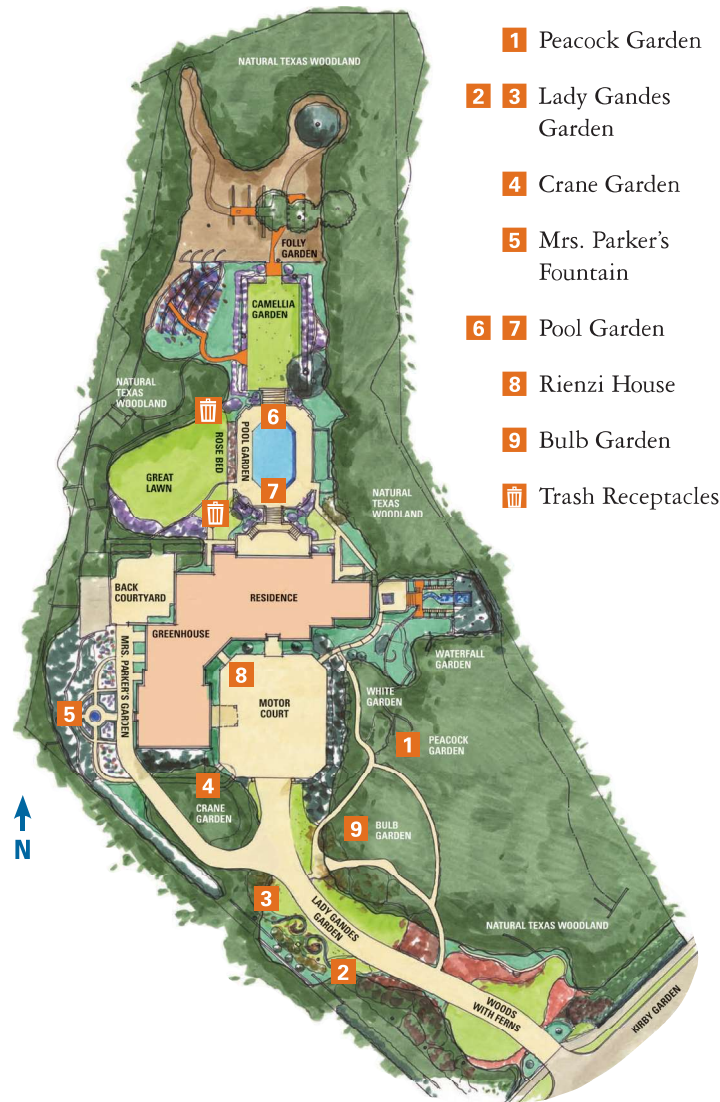 1 Peacock Garden
2 3 Lady Gandes
Garden
4 Crane Garden
5 Mrs. Parker's
Fountain
6 7 Pool Garden
8 Rienzi House
9 Bulb Garden
Trash Receptacles
NATURAL TEXAS WOODLAND
FOLLY
GARDEN
CAMELLIA
GARDEN
NATURAL
TEXAS
WOODLAND
6
POOL GARDEN
ROSE BED
GREAT
LAWN
7
NATURAL
TEXAS
WOODLAND
BACK
COURTYARD
RESIDENCE
GREENHOUSE
MRS. PARKER'S GARDEN
WATERFALL
GARDEN
8
WHITE
GARDEN
MOTOR
COURT
5
1
PEACOCK
GARDEN
4
CRANE
GARDEN
N
9
BULB
GARDEN
3
LADY GANDES
GARDEN
NATURAL TEXAS WOODLAND
2
WOODS
WITH FERNS
KIRBY GARDEN